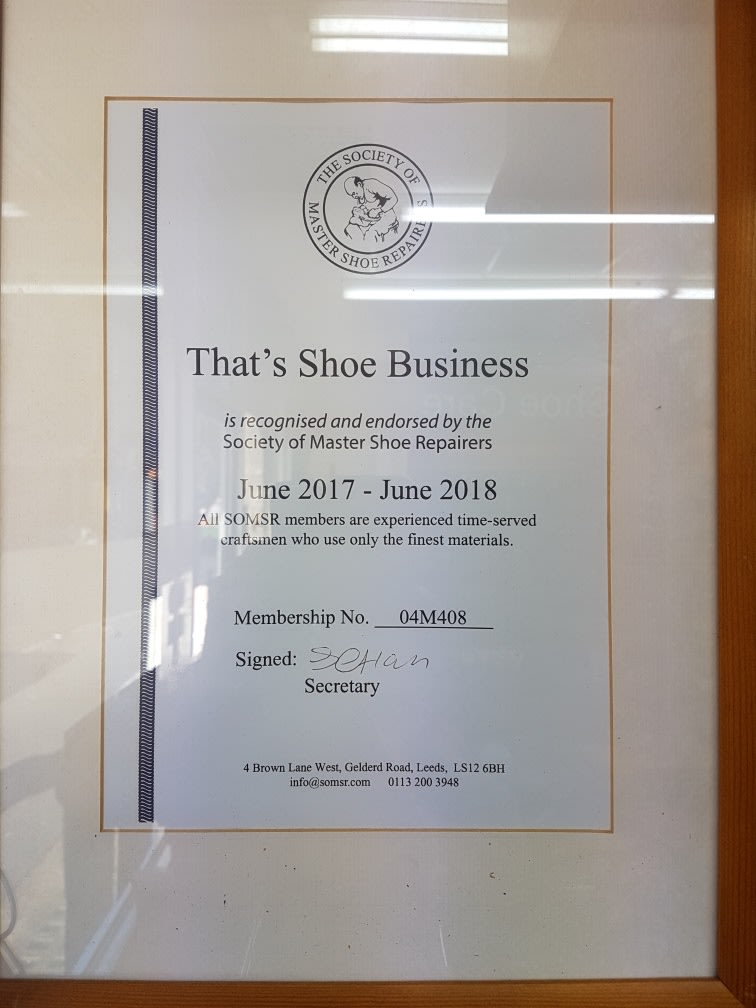 THE SOCIETY OF
MASTER SHOE REPAIRERS
That's Shoe Business
is recognised and endorsed by the
Society of Master Shoe Repairers
June 2017 - June 2018
All SOMSR members are experienced time-served
craftsmen who use only the finest materials.
Membership No. 04M408
Signed:
Secretary
4 Brown Lane West, Gelderd Road, Leeds, LS12 6BH
info@somsr.com 0113 200 3948
Shoe Care